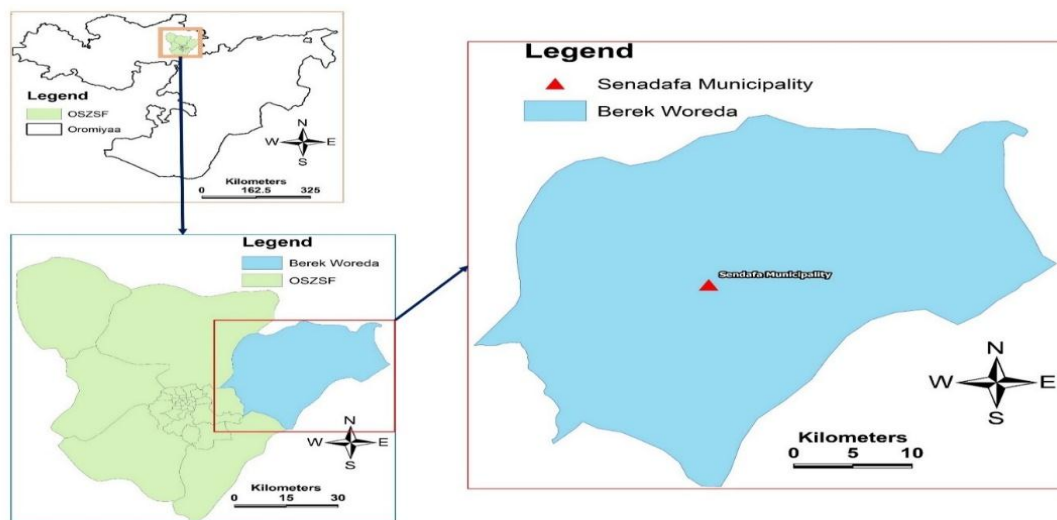 Legend
OSZSF
Oromiyaa
N
W E
S
Kilometers
0 162.5 325
Legend
Berek Woreda
OSZSF
N
W E
S
Kilometers
0 15 30
Legend
Senadafa Municipality
Berek Woreda
Sendafa Municipality
N
W E
S
Kilometers
0 5 10